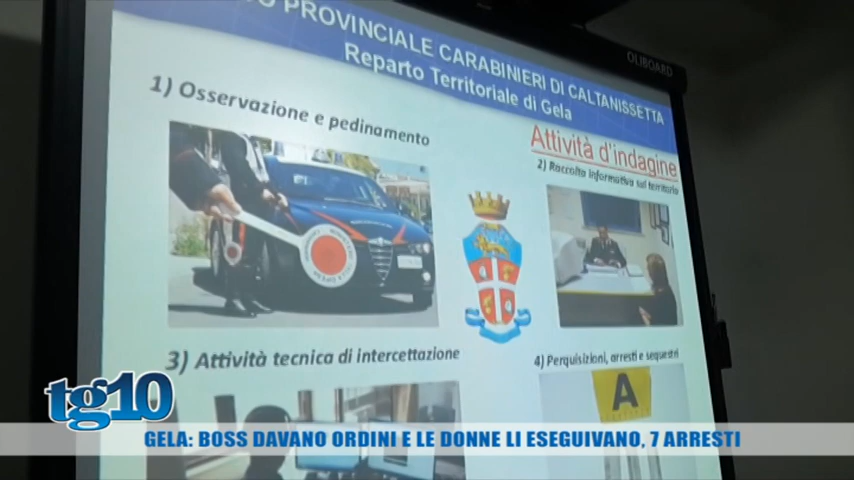 PROVINCIALE CARABINIERI DI CALTANISSETTA
Reparto Territoriale di Gela
OLIBOARD
1) Osservazione e pedinamento
Attività d'indagine
2) Raccolta informativa sul territorio
3) Attività tecnica di intercettazione
4) Perquisizioni, arresti e sequestri
A
tg10
GELA: BOSS DAVANO ORDINI E LE DONNE LI ESEGUIVANO, 7 ARRESTI